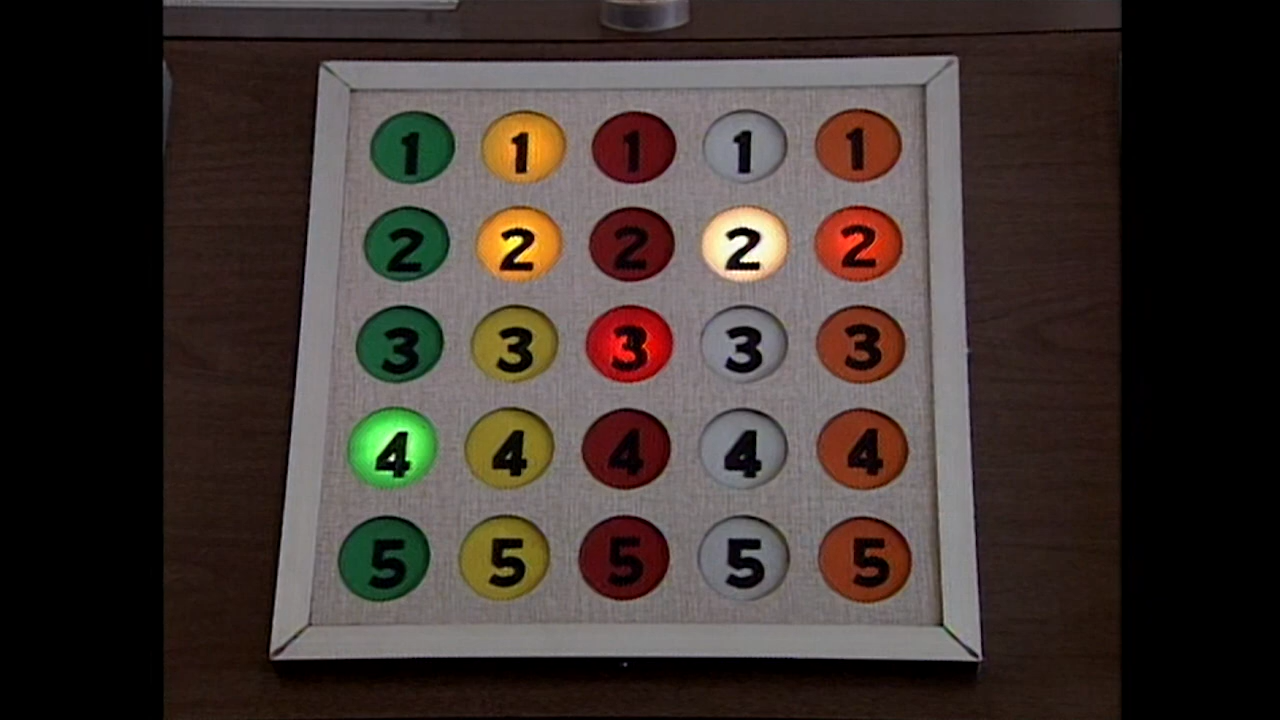 1 1 1 1 1
2 2 2 2 2
3 3 3 3 3
4 4 4 4 4
5 5 5 5 5